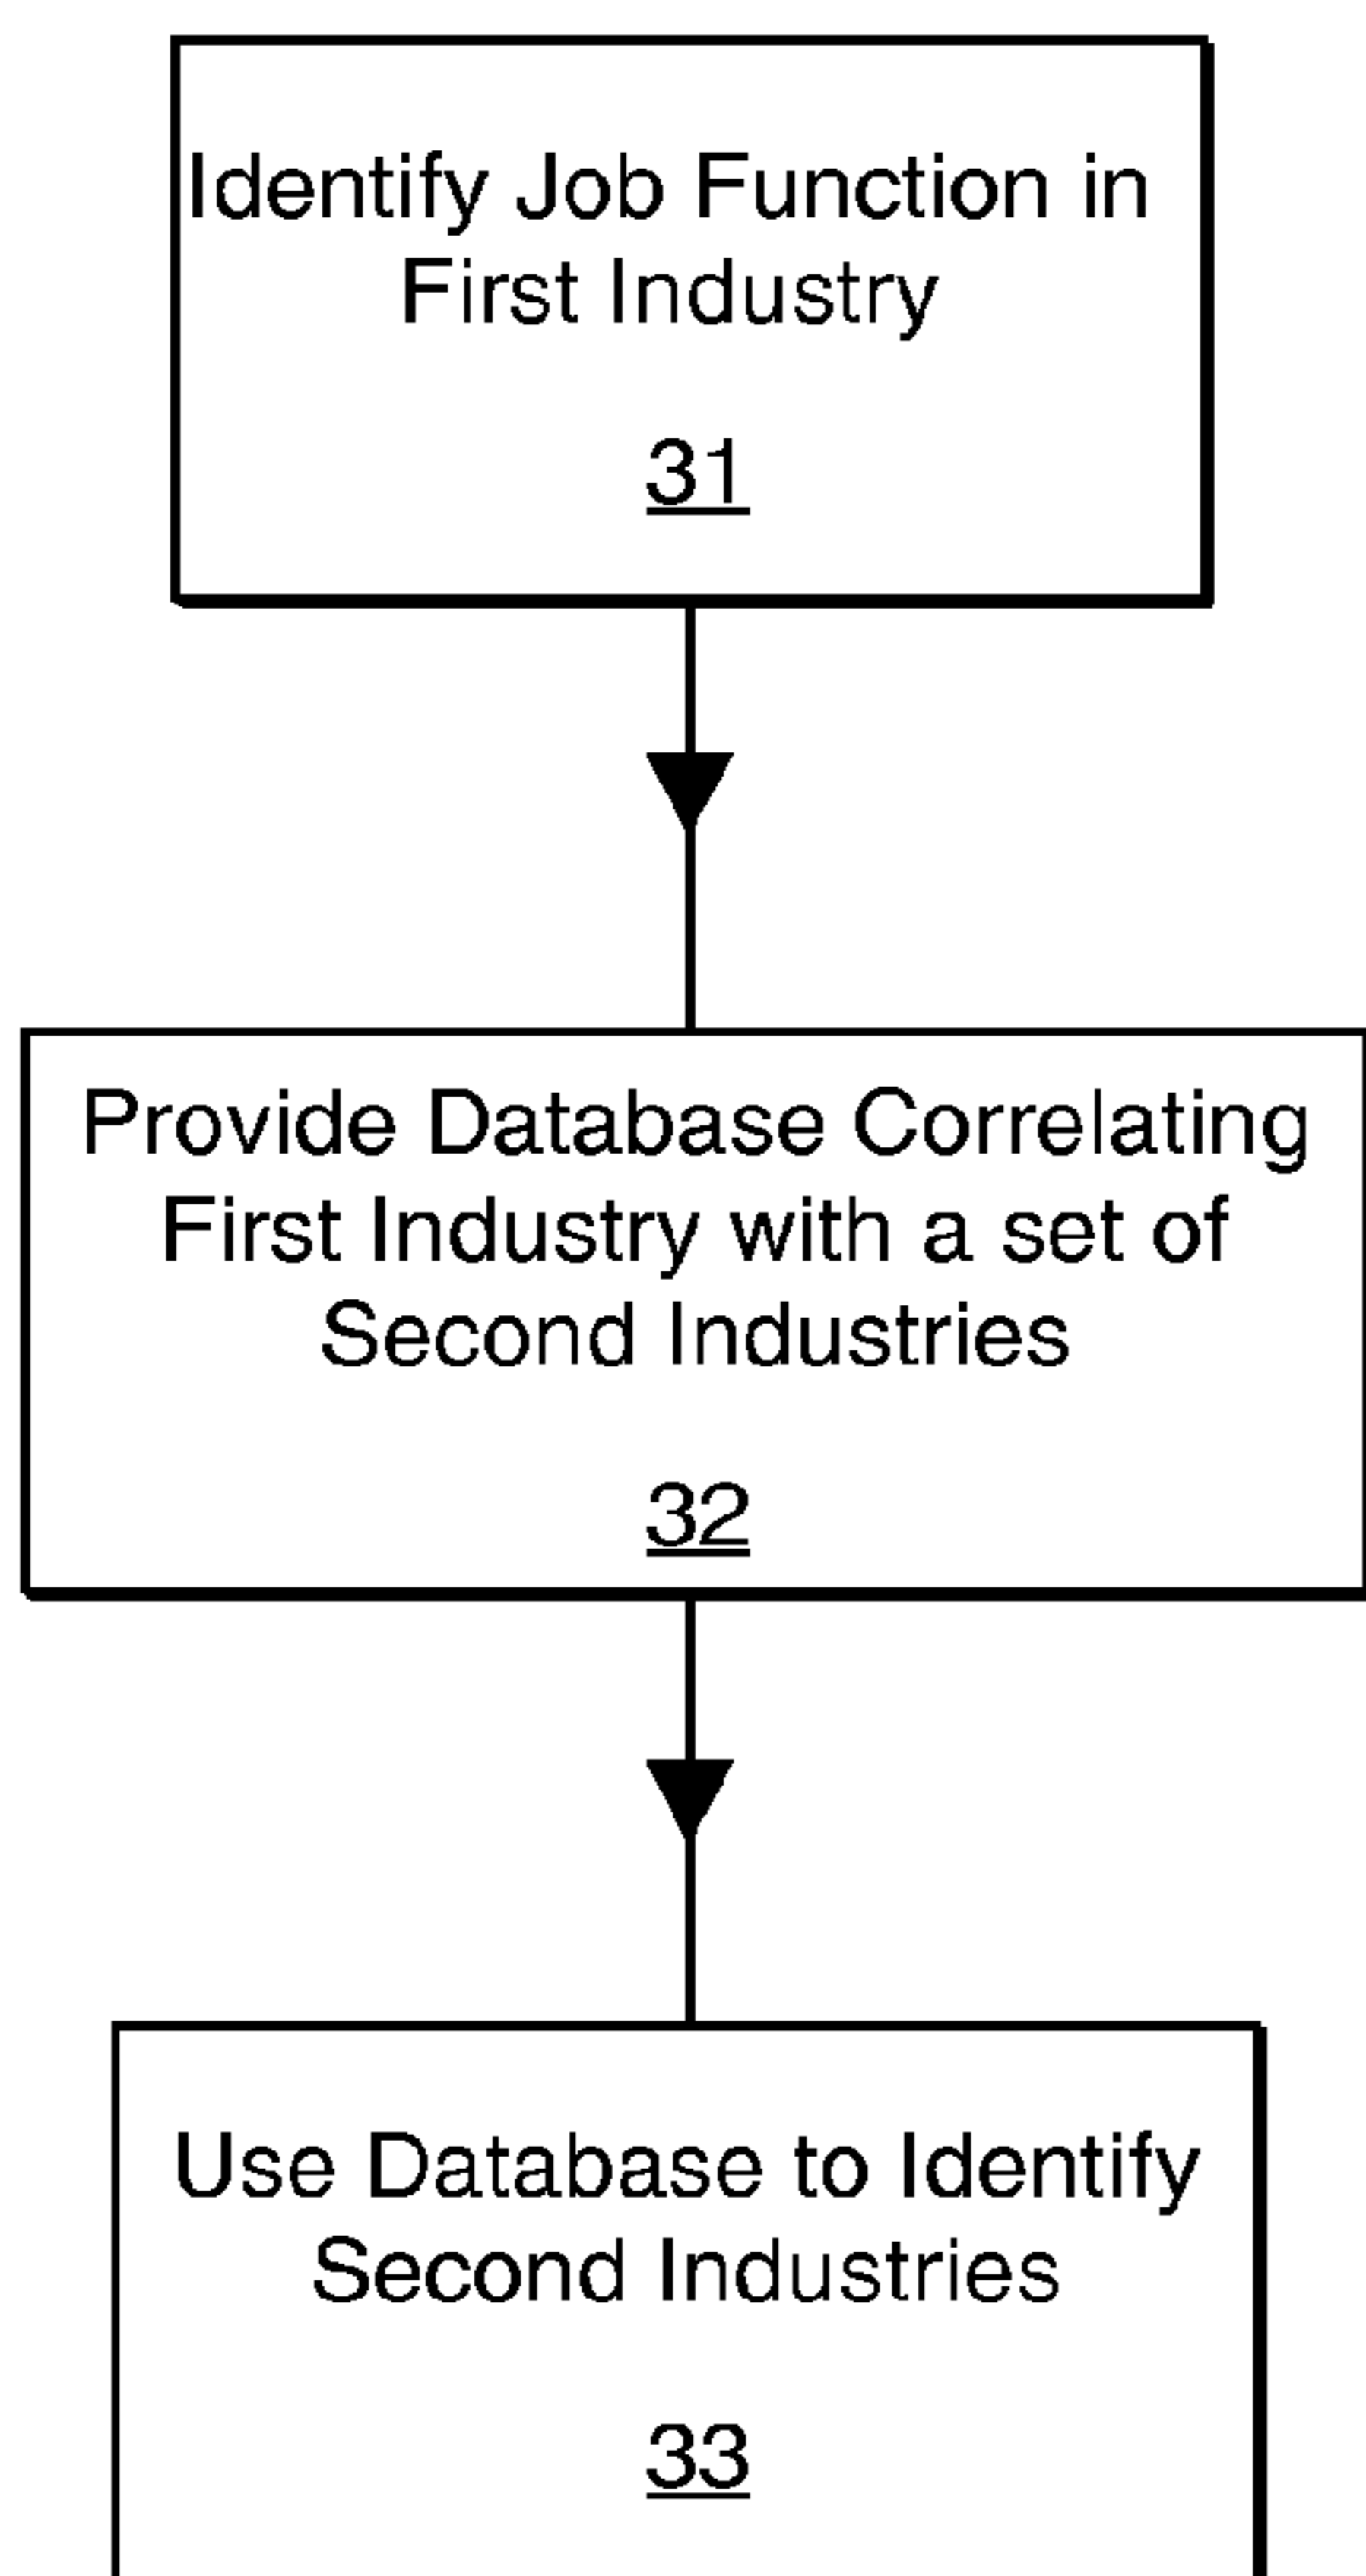 Identify Job Function in
First Industry
31
Provide Database Correlating
First Industry with a set of
Second Industries
32
Use Database to Identify
Second Industries
33